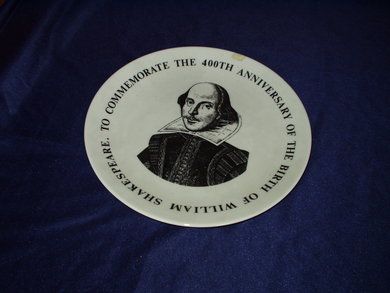 TO COMMEMORATE THE 400TH ANNIVERSARY OF THE BIRTH OF WILLIAM SHAKESPEARE.